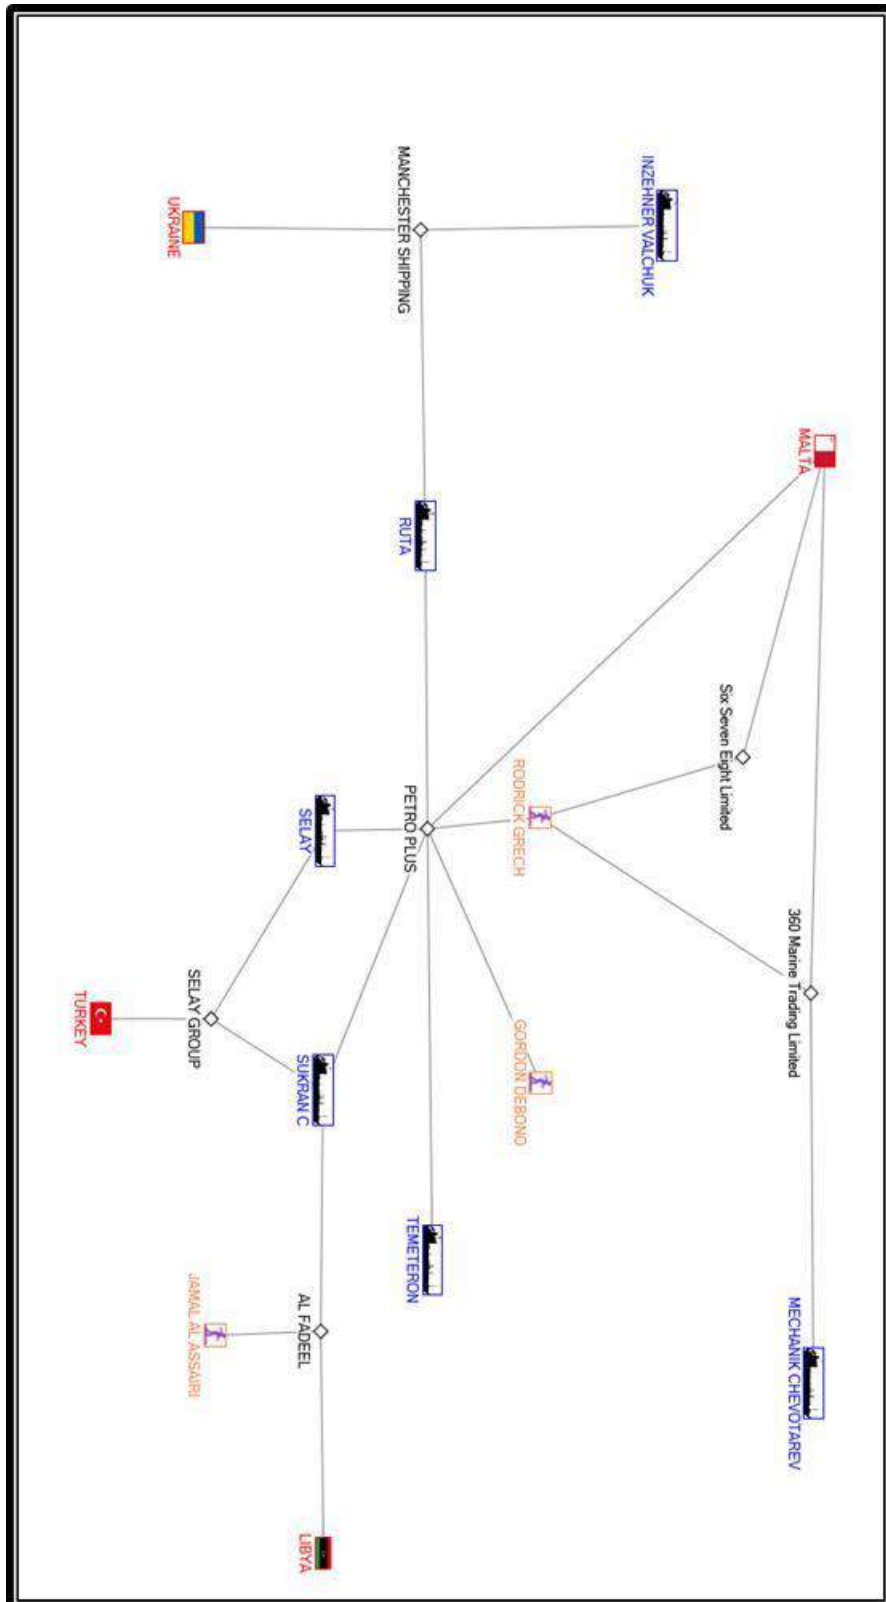 MALTA
360 Marine Trading Limited
MECHANIK CHEVOTAREV
Six Seven Eight Limited
INZEHNER VALCHUK
RODRICK GRECH
GORDON DEBONO
MANCHESTER SHIPPING
RUTA
PETRO PLUS
TEMETERON
SELAY
SUKRAN C
AL FADEEL
LIBYA
UKRAINE
SELAY GROUP
JAMAL AL ASSAIRI
TURKEY